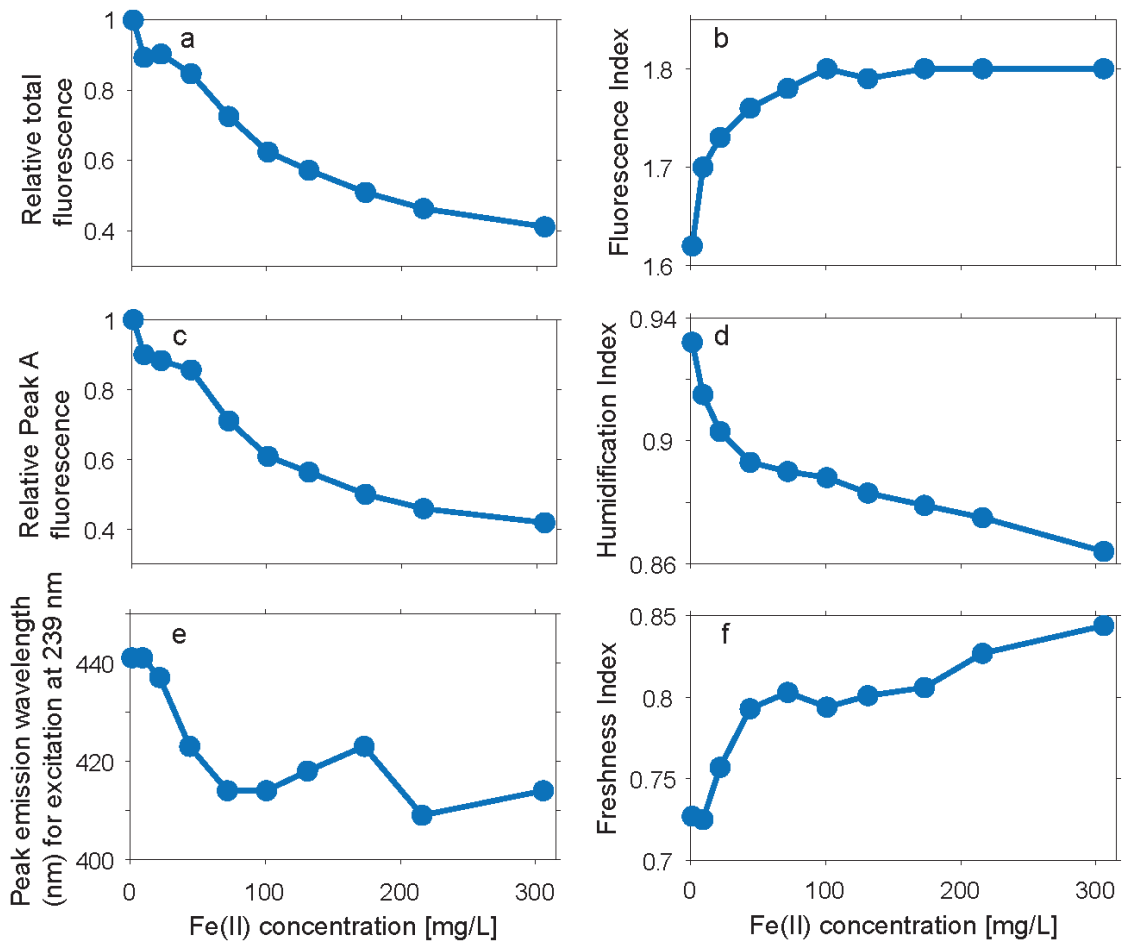 a
Relative total
fluorescence
1
0.8
0.6
0.4
b
Fluorescence Index
1.8
1.7
1.6
c
Relative Peak A
fluorescence
1
0.8
0.6
0.4
d
Humidification Index
0.94
0.9
0.86
e
Peak emission wavelength
(nm) for excitation at 239 nm
440
420
400
0
100
200
300
Fe(II) concentration [mg/L]
f
Freshness Index
0.85
0.8
0.75
0.7
0
100
200
300
Fe(II) concentration [mg/L]